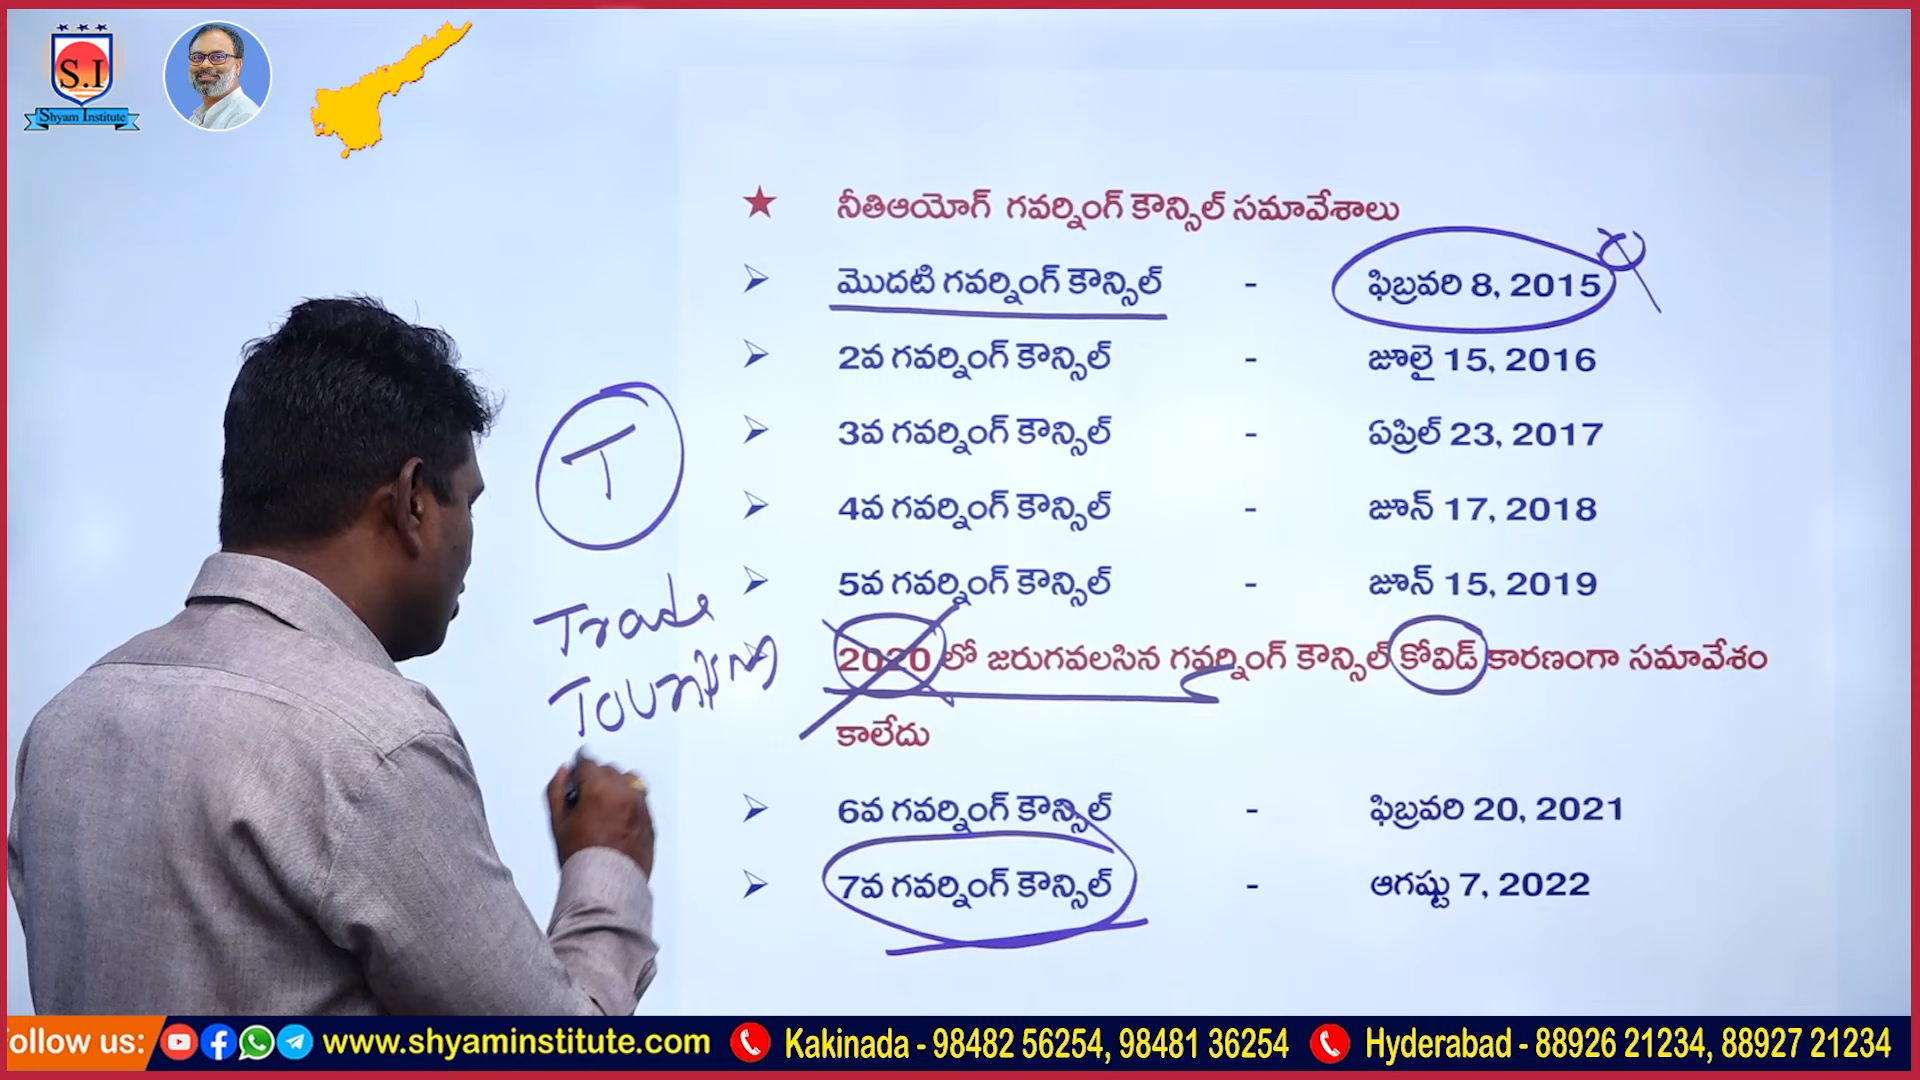 S.I
Shyam Institute
★ నీతిఆయోగ్ గవర్నింగ్ కౌన్సిల్ సమావేశాలు
➢ మొదటి గవర్నింగ్ కౌన్సిల్ - ఫిబ్రవరి 8, 2015
➢ 2వ గవర్నింగ్ కౌన్సిల్ - జూలై 15, 2016
➢ 3వ గవర్నింగ్ కౌన్సిల్ - ఏప్రిల్ 23, 2017
➢ 4వ గవర్నింగ్ కౌన్సిల్ - జూన్ 17, 2018
➢ 5వ గవర్నింగ్ కౌన్సిల్ - జూన్ 15, 2019
➢ 2020 లో జరుగవలసిన గవర్నింగ్ కౌన్సిల్ కోవిడ్ కారణంగా సమావేశం
కాలేదు
➢ 6వ గవర్నింగ్ కౌన్సిల్ - ఫిబ్రవరి 20, 2021
➢ 7వ గవర్నింగ్ కౌన్సిల్ - ఆగష్టు 7, 2022
T
Trade
ollow us: www.shyaminstitute.com Kakinada - 98482 56254, 98481 36254 Hyderabad - 88926 21234, 88927 21234